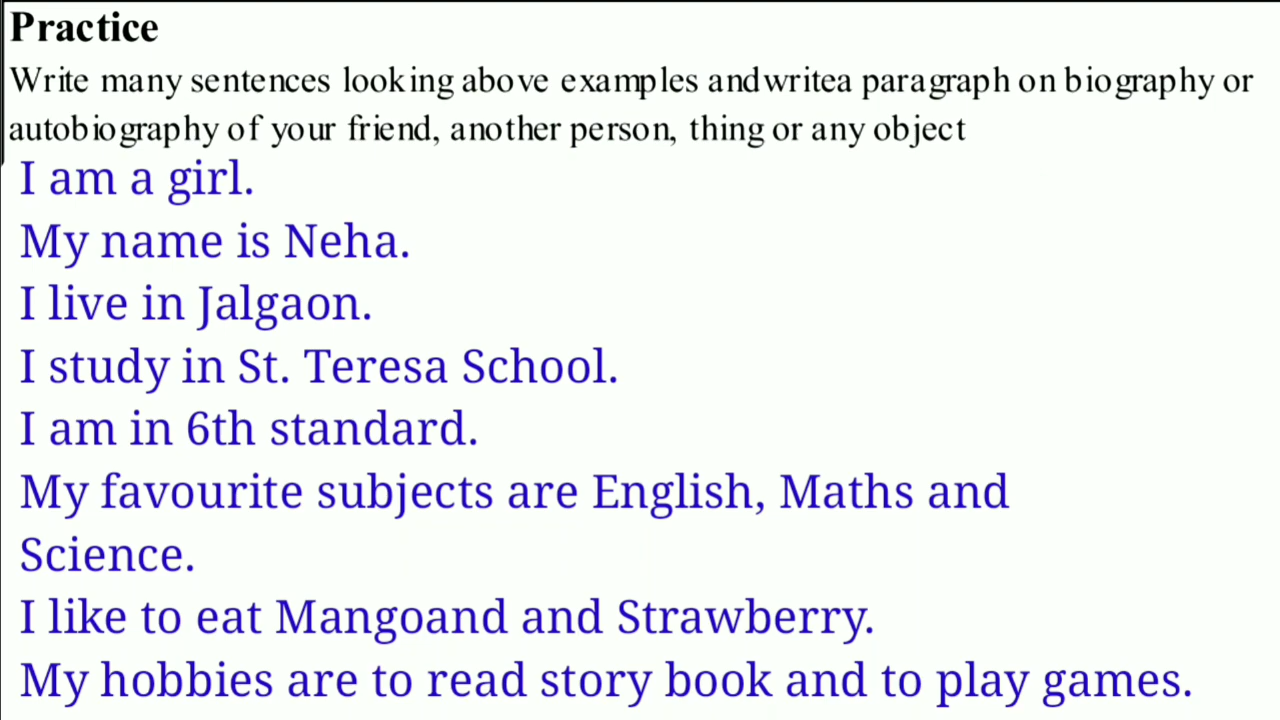 Practice
Write many sentences looking above examples andwritea paragraph on biography or
autobiography of your friend, another person, thing or any object
I am a girl.
My name is Neha.
I live in Jalgaon.
I study in St. Teresa School.
I am in 6th standard.
My favourite subjects are English, Maths and
Science.
I like to eat Mangoand and Strawberry.
My hobbies are to read story book and to play games.